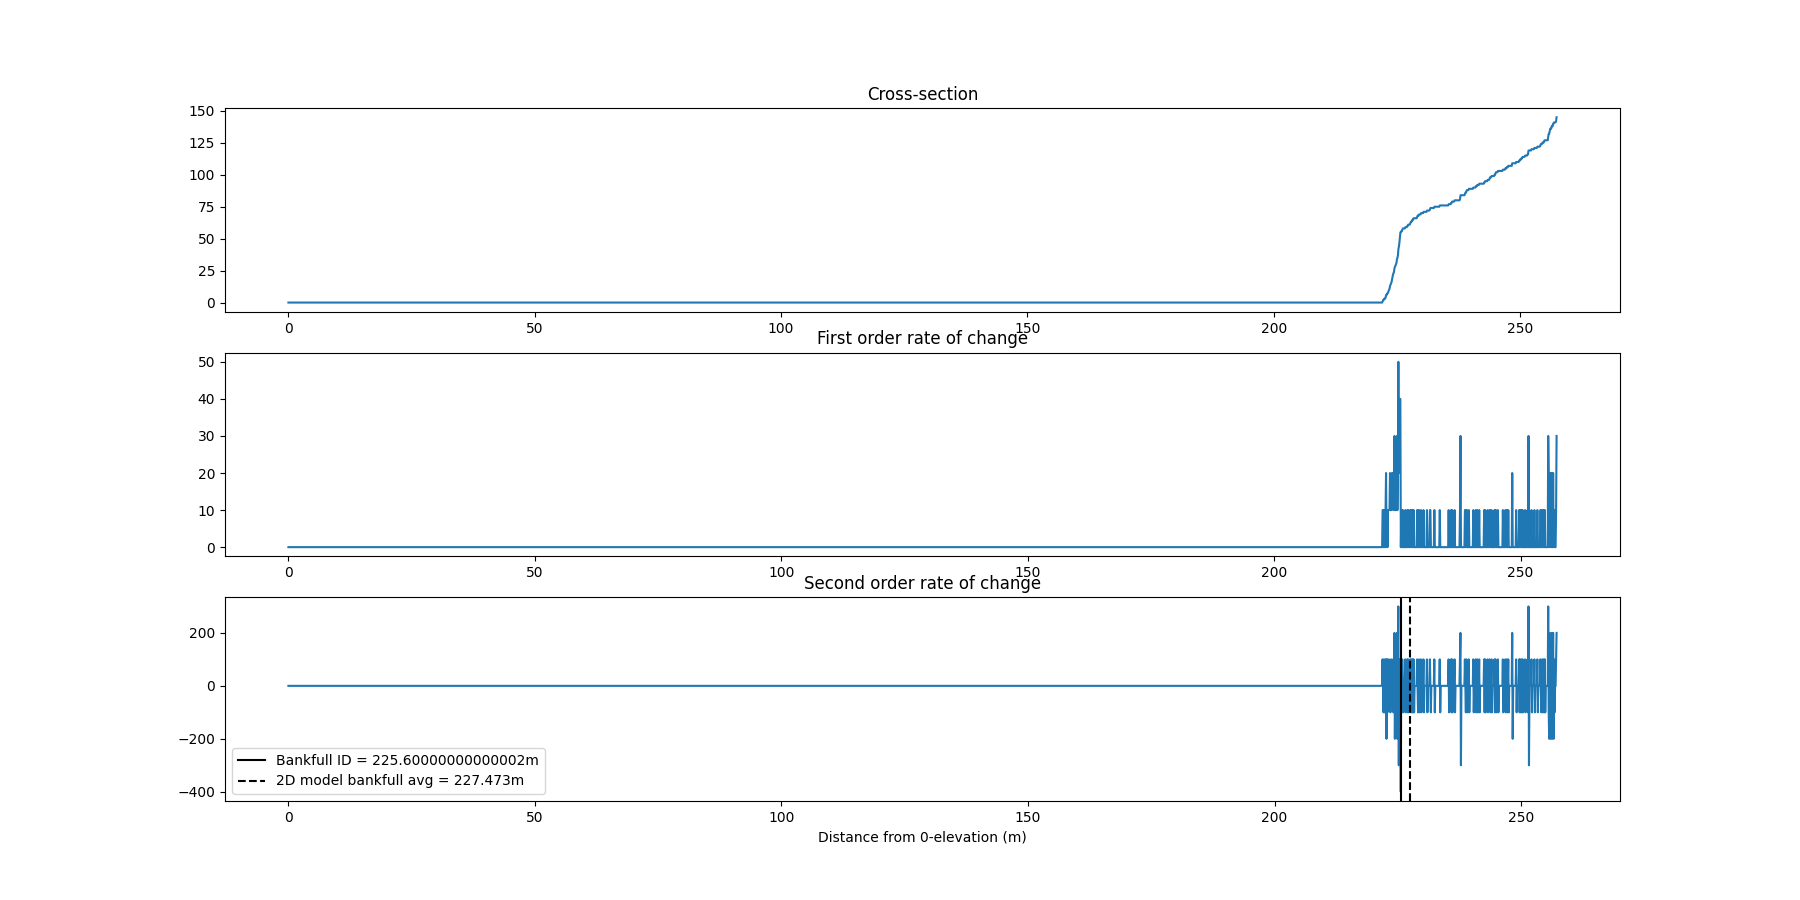 Cross-section
150
125
100
75
50
25
0
0 50 100 150 200 250
First order rate of change
50
40
30
20
10
0
0 50 100 150 200 250
Second order rate of change
200
0
−200
−400
Bankfull ID = 225.60000000000002m
2D model bankfull avg = 227.473m
0 50 100 150 200 250
Distance from 0-elevation (m)